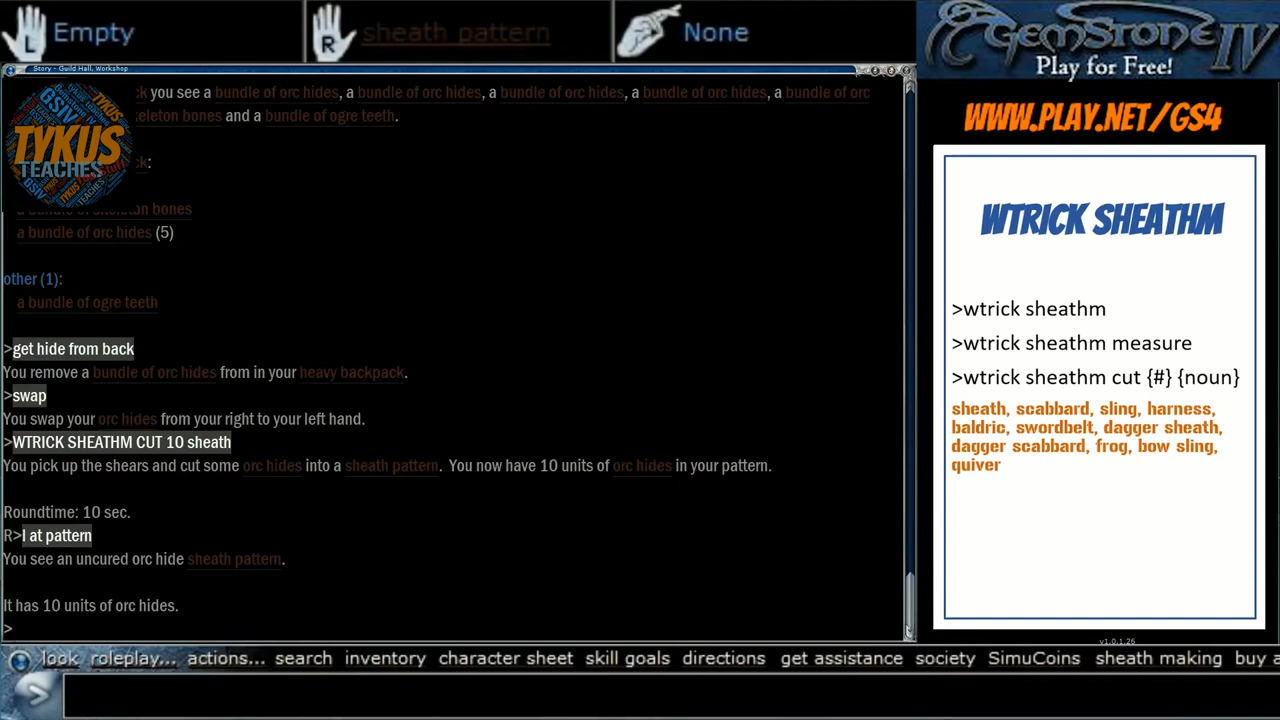 L Empty
R sheath pattern
None
GEMSTONE IV
Play for Free!
Story - Guild Hall, Workshop
you see a bundle of orc hides, a bundle of orc hides, a bundle of orc hides, a bundle of orc hides, a bundle of orc
bones and a bundle of ogre teeth.
TYKUS
TEACHES
GSIV
a bundle of skeleton bones
a bundle of orc hides (5)
other (1):
a bundle of ogre teeth
>get hide from back
You remove a bundle of orc hides from in your heavy backpack.
>swap
You swap your orc hides from your right to your left hand.
>WTRICK SHEATHM CUT 10 sheath
You pick up the shears and cut some orc hides into a sheath pattern. You now have 10 units of orc hides in your pattern.
Roundtime: 10 sec.
R>l at pattern
You see an uncured orc hide sheath pattern.
It has 10 units of orc hides.
>
WWW.PLAY.NET/GS4
WTRICK SHEATHM
>wtrick sheathm
>wtrick sheathm measure
>wtrick sheathm cut {#} {noun}
sheath, scabbard, sling, harness,
baldric, swordbelt, dagger sheath,
dagger scabbard, frog, bow sling,
quiver
v1.0.1.26
look roleplay... actions... search inventory character sheet skill goals directions get assistance society SimuCoins sheath making buy
>